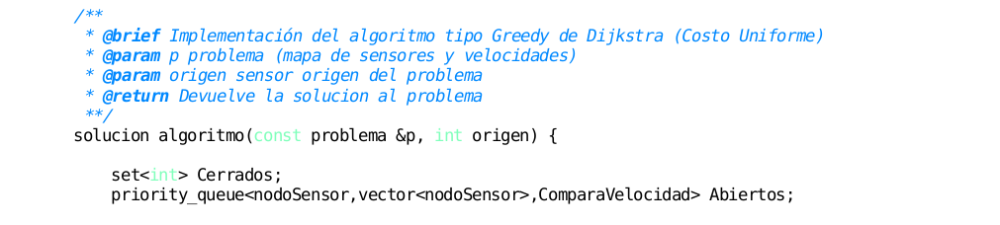 /**
* @brief Implementación del algoritmo tipo Greedy de Dijkstra (Costo Uniforme)
* @param p problema (mapa de sensores y velocidades)
* @param origen sensor origen del problema
* @return Devuelve la solucion al problema
**/
solucion algoritmo(const problema &p, int origen) {
set<int> Cerrados;
priority_queue<nodoSensor,vector<nodoSensor>,ComparaVelocidad> Abiertos;